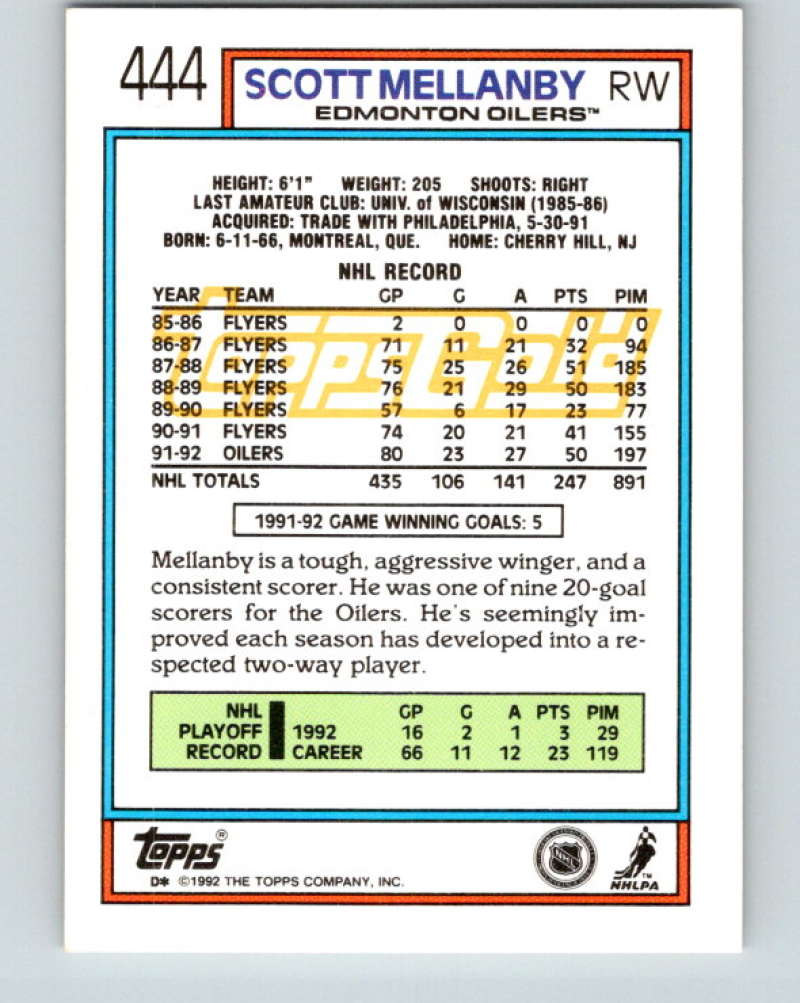 444 SCOTT MELLANBY RW
EDMONTON OILERS™
HEIGHT: 6'1" WEIGHT: 205 SHOOTS: RIGHT
LAST AMATEUR CLUB: UNIV. of WISCONSIN (1985-86)
ACQUIRED: TRADE WITH PHILADELPHIA, 5-30-91
BORN: 6-11-66, MONTREAL, QUE. HOME: CHERRY HILL, NJ
NHL RECORD
YEAR TEAM GP G A PTS PIM
85-86 FLYERS 2 0 0 0 0
86-87 FLYERS 71 11 21 32 94
87-88 FLYERS 75 25 26 51 185
88-89 FLYERS 76 21 29 50 183
89-90 FLYERS 57 6 17 23 77
90-91 FLYERS 74 20 21 41 155
91-92 OILERS 80 23 27 50 197
NHL TOTALS 435 106 141 247 891
ToppsGold
1991-92 GAME WINNING GOALS: 5
Mellanby is a tough, aggressive winger, and a
consistent scorer. He was one of nine 20-goal
scorers for the Oilers. He's seemingly im-
proved each season has developed into a re-
spected two-way player.
NHL GP G A PTS PIM
PLAYOFF 1992 16 2 1 3 29
RECORD CAREER 66 11 12 23 119
Topps®
D* ©1992 THE TOPPS COMPANY, INC.
NHL
™
NHLPA